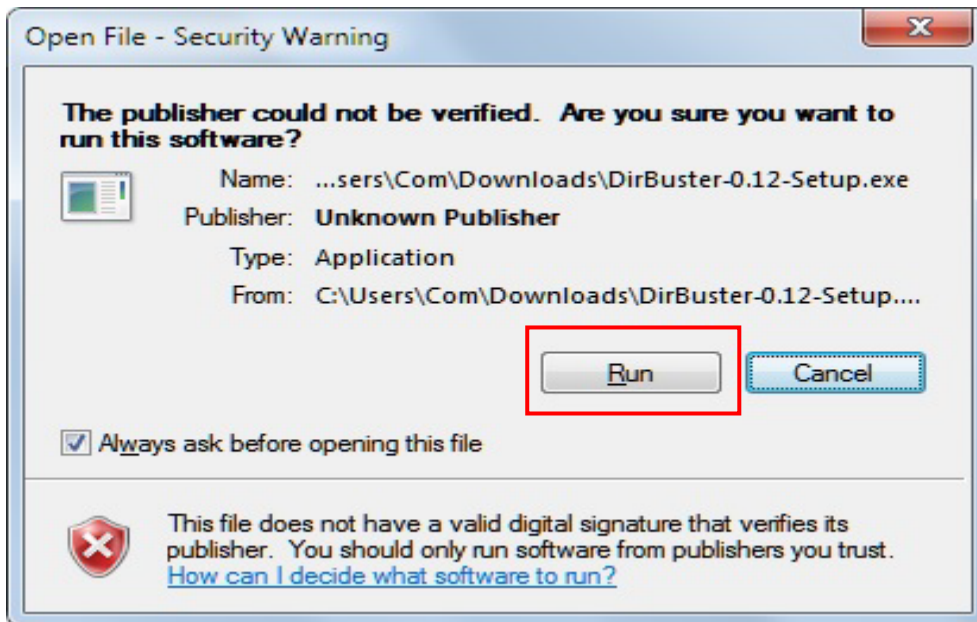 Open File - Security Warning
The publisher could not be verified.  Are you sure you want to
run this software?
Name: ...sers\Com\Downloads\DirBuster-0.12-Setup.exe
Publisher: Unknown Publisher
Type: Application
From: C:\Users\Com\Downloads\DirBuster-0.12-Setup....
Run Cancel
Always ask before opening this file
This file does not have a valid digital signature that verifies its
publisher.  You should only run software from publishers you trust.
How can I decide what software to run?